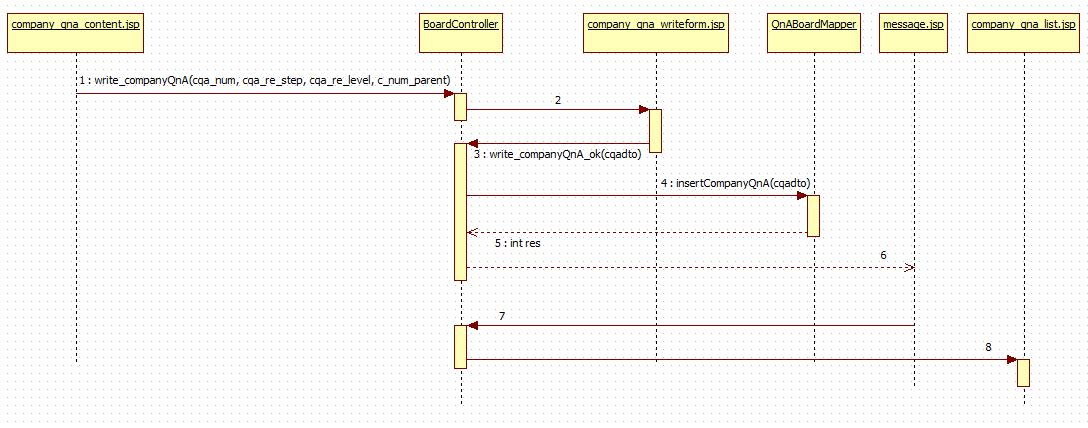 company_qna_content.jsp
BoardController
company_qna_writeform.jsp
QnABoardMapper
message.jsp
company_qna_list.jsp
1 : write_companyQnA(cqa_num, cqa_re_step, cqa_re_level, c_num_parent)
2
3 : write_companyQnA_ok(cqadto)
4 : insertCompanyQnA(cqadto)
5 : int res
6
7
8